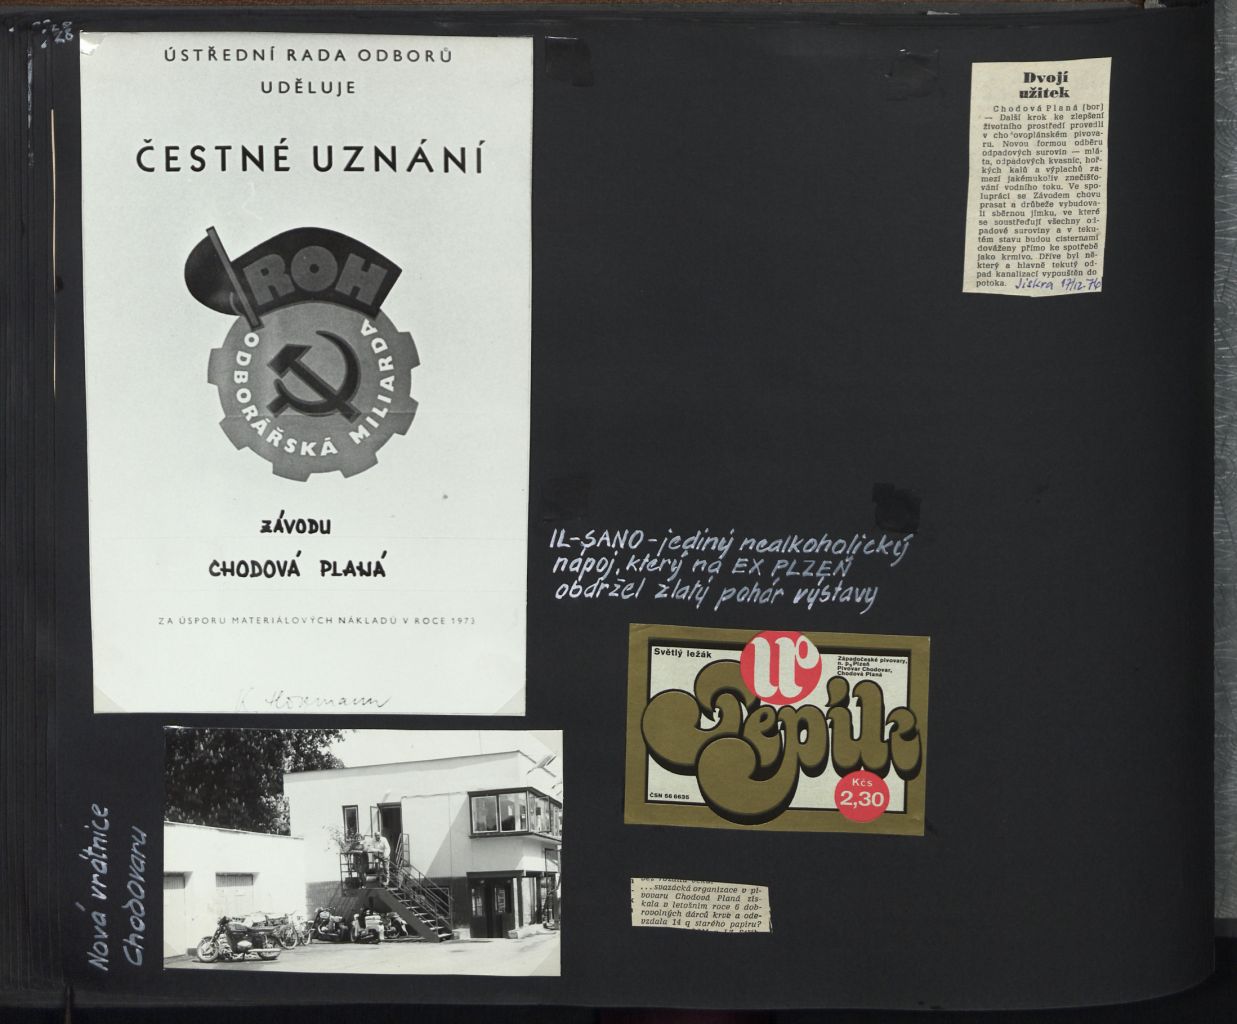 28
ÚSTŘEDNÍ RADA ODBORŮ
UDĚLUJE
ČESTNÉ UZNÁNÍ
ROH
ODBORÁŘSKÁ MILIARDA
ZÁVODU
CHODOVÁ PLANÁ
ZA ÚSPORU MATERIÁLOVÝCH NÁKLADŮ V ROCE 1973
Nová vrátnice
Chodovaru
Dvojí
užitek
Chodová Planá (bor)
— Další krok ke zlepšení
životního prostředí provedli
v chodovoplánském pivova-
ru. Novou formou odběru
odpadových surovin — mlá-
ta, odpadových kvasnic, hoř-
kých kalů a výplachů za-
mezí jakémukoliv znečišťo-
vání vodního toku. Ve spo-
lupráci se Závodem chovu
prasat a drůbeže vybudova-
li sběrnou jímku, ve které
se soustřeďují všechny od-
padové suroviny a v teku-
tém stavu budou cisternami
dováženy přímo ke spotřebě
jako krmivo. Dříve byl ně-
který a hlavně tekutý od-
pad kanalizací vypouštěn do
potoka. Jiskra 17/12-76
IL-SANO - jediný nealkoholický
nápoj, který na EX PLZEŇ
obdržel zlatý pohár výstavy
Světlý ležák
Západočeské pivovary,
n. p. Plzeň
Pivovar Chodovar,
Chodová Planá
Pepík
Kčs
2,30
ČSN 56 6635
...svazácká organizace v pi-
vovaru Chodová Planá zís-
kala v letošním roce 6 dob-
rovolných dárců krve a ode-
vzdala 14 q starého papíru?